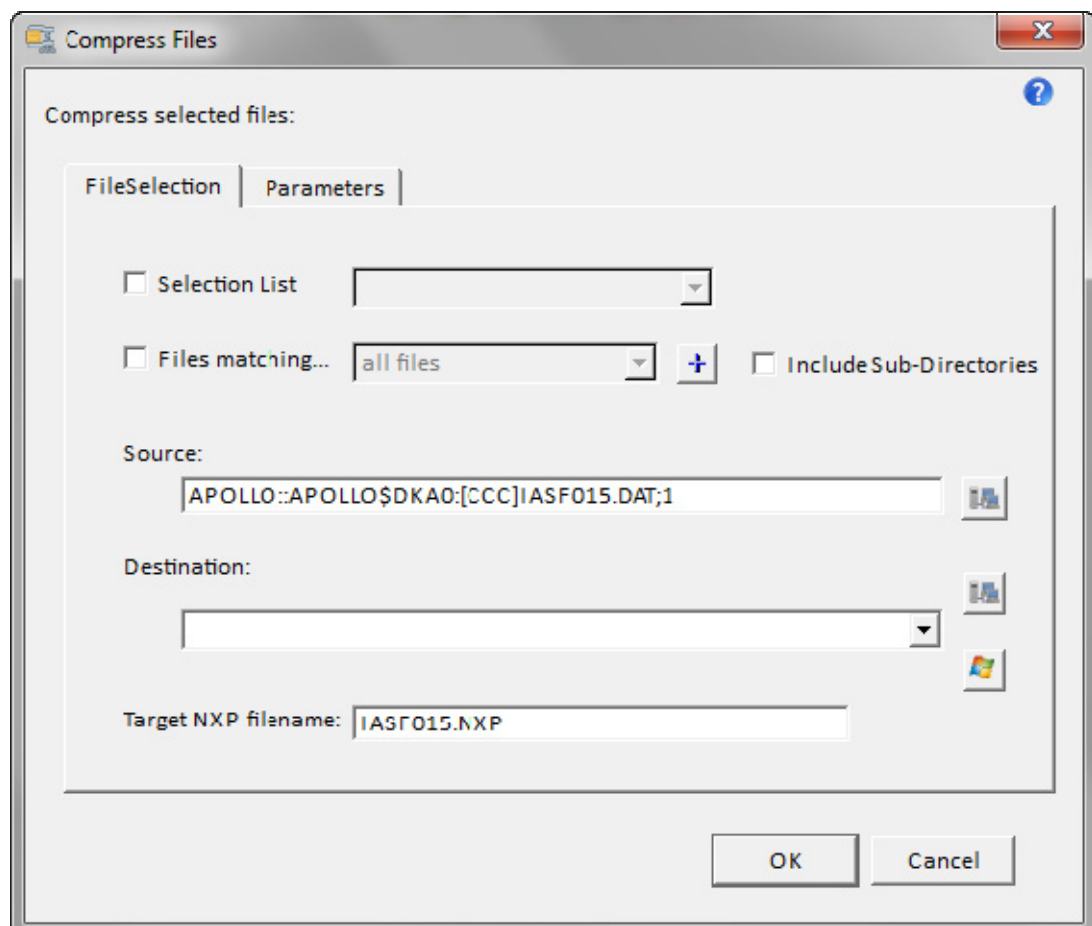 Compress Files
Compress selected files:
FileSelection
Parameters
Selection List
Files matching...
all files
Include Sub-Directories
Source:
APOLLO::APOLLO$DKA0:[CCC]IASF015.DAT;1
Destination:
Target NXP filename:
IASF015.NXP
OK
Cancel